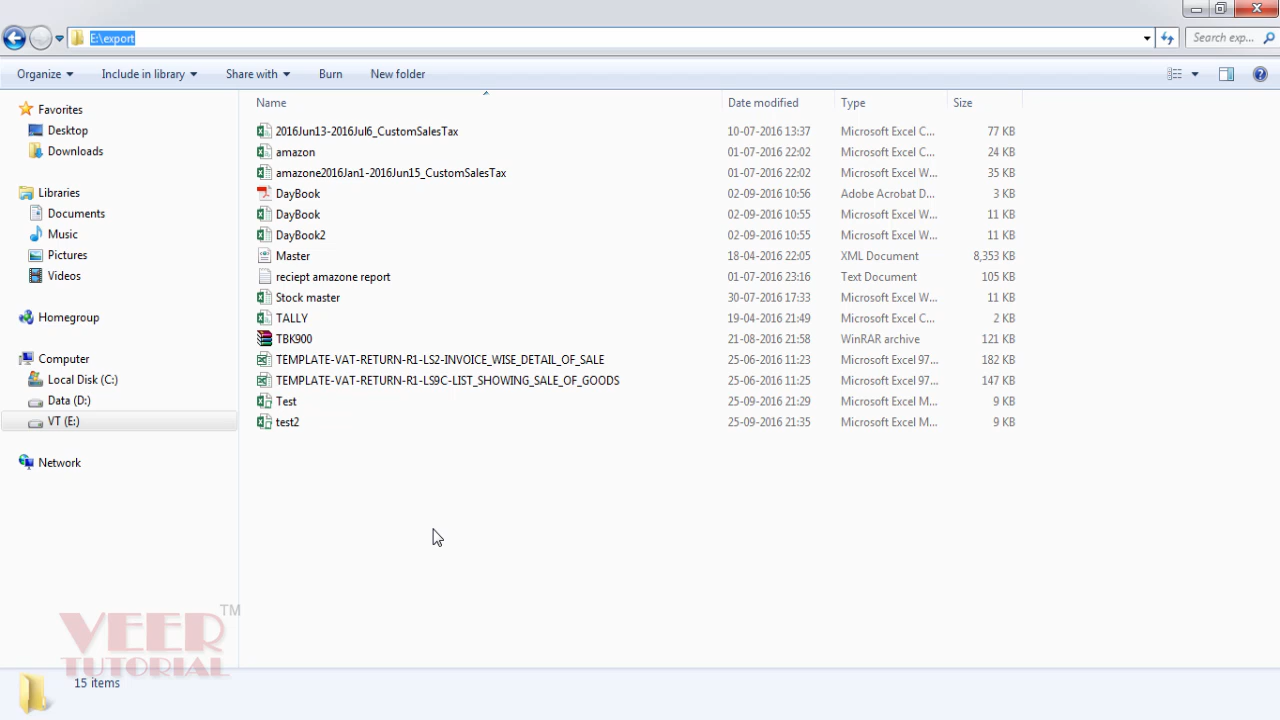 E:\export
Search exp...
Organize
Include in library
Share with
Burn
New folder
Favorites
Desktop
Downloads
Libraries
Documents
Music
Pictures
Videos
Homegroup
Computer
Local Disk (C:)
Data (D:)
VT (E:)
Network
Name Date modified Type Size
2016Jun13-2016Jul6_CustomSalesTax 10-07-2016 13:37 Microsoft Excel C... 77 KB
amazon 01-07-2016 22:02 Microsoft Excel C... 24 KB
amazone2016Jan1-2016Jun15_CustomSalesTax 01-07-2016 22:02 Microsoft Excel W... 35 KB
DayBook 02-09-2016 10:56 Adobe Acrobat D... 3 KB
DayBook 02-09-2016 10:55 Microsoft Excel W... 11 KB
DayBook2 02-09-2016 10:55 Microsoft Excel W... 11 KB
Master 18-04-2016 22:05 XML Document 8,353 KB
reciept amazone report 01-07-2016 23:16 Text Document 105 KB
Stock master 30-07-2016 17:33 Microsoft Excel W... 11 KB
TALLY 19-04-2016 21:49 Microsoft Excel C... 2 KB
TBK900 21-08-2016 21:58 WinRAR archive 121 KB
TEMPLATE-VAT-RETURN-R1-LS2-INVOICE_WISE_DETAIL_OF_SALE 25-06-2016 11:23 Microsoft Excel 97... 182 KB
TEMPLATE-VAT-RETURN-R1-LS9C-LIST_SHOWING_SALE_OF_GOODS 25-06-2016 11:25 Microsoft Excel 97... 147 KB
Test 25-09-2016 21:29 Microsoft Excel M... 9 KB
test2 25-09-2016 21:35 Microsoft Excel M... 9 KB
VEER TM
TUTORIAL
15 items